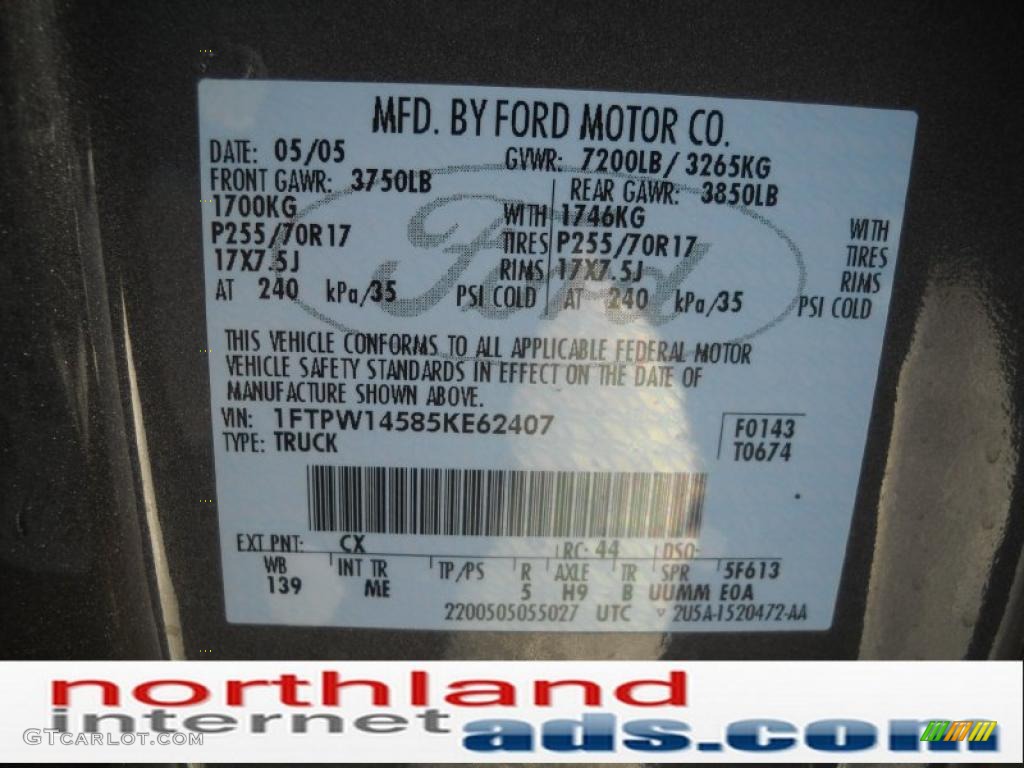 MFD. BY FORD MOTOR CO.
DATE: 05/05 GVWR: 7200LB/ 3265KG
FRONT GAWR: 3750LB REAR GAWR: 3850LB
1700KG WITH 1746KG WITH
P255/70R17 TIRES P255/70R17 TIRES
17X7.5J RIMS 17X7.5J RIMS
AT 240 kPa/35 PSI COLD AT 240 kPa/35 PSI COLD
Ford
THIS VEHICLE CONFORMS TO ALL APPLICABLE FEDERAL MOTOR
VEHICLE SAFETY STANDARDS IN EFFECT ON THE DATE OF
MANUFACTURE SHOWN ABOVE.
VIN: 1FTPW14585KE62407 F0143
TYPE: TRUCK T0674
EXT PNT: CX RC: 44 DSO:
WB INT TR TP/PS R AXLE TR SPR 5F613
139 ME 5 H9 B UUMM EOA
2200505055027 UTC 2U5A-1520472-AA
northland
internet
ads.com
GTCARLOT.COM